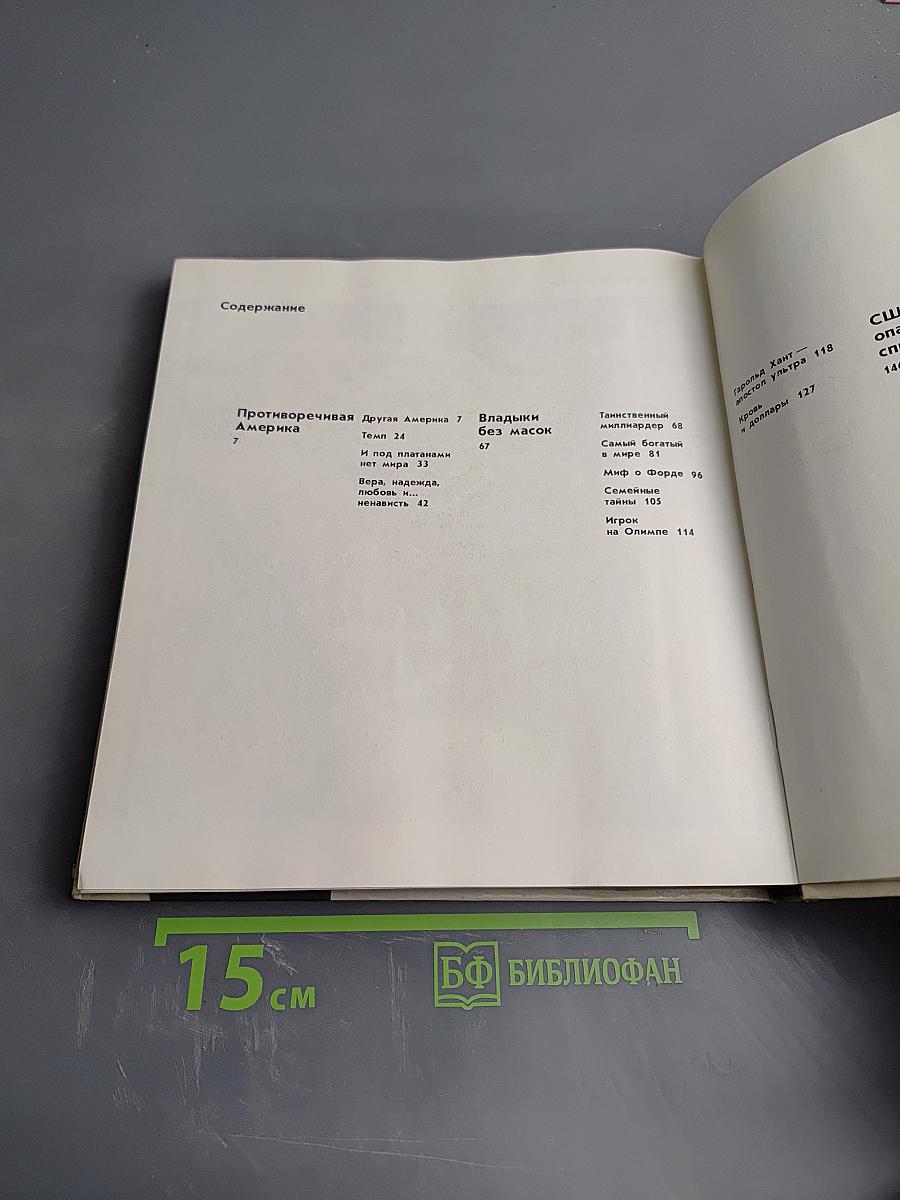 Содержание
Противоречивая
Америка
7
Другая Америка 7
Темп 24
И под платанами
нет мира 33
Вера, надежда,
любовь и...
ненависть 42
Владыки
без масок
67
Таинственный
миллиардер 68
Самый богатый
в мире 81
Миф о Форде 96
Семейные
тайны 105
Игрок
на Олимпе 114
Гарольд Хант —
апостол ультра 118
Кровь
и доллары 127
15 см
БФ БИБЛИОФАН